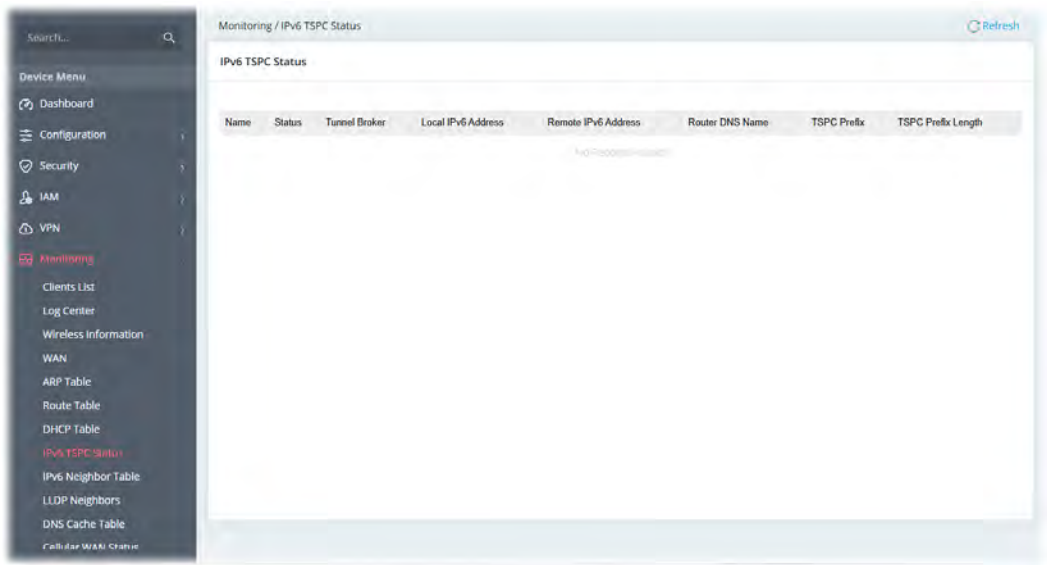 Search...
Device Menu
Dashboard
Configuration
Security
IAM
VPN
Monitoring
Clients List
Log Center
Wireless Information
WAN
ARP Table
Route Table
DHCP Table
IPv6 TSPC Status
IPv6 Neighbor Table
LLDP Neighbors
DNS Cache Table
Cellular WAN Status
Monitoring / IPv6 TSPC Status
Refresh
IPv6 TSPC Status
Name Status Tunnel Broker Local IPv6 Address Remote IPv6 Address Router DNS Name TSPC Prefix TSPC Prefix Length